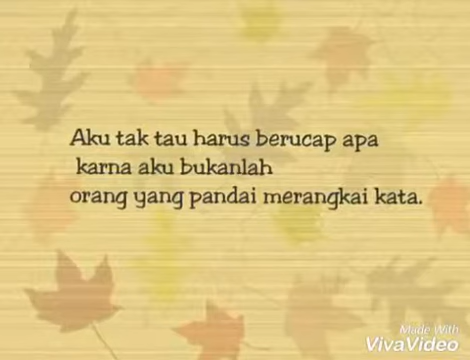 Aku tak tau harus berucap apa
karna aku bukanlah
orang yang pandai merangkai kata.
Made With
VivaVideo